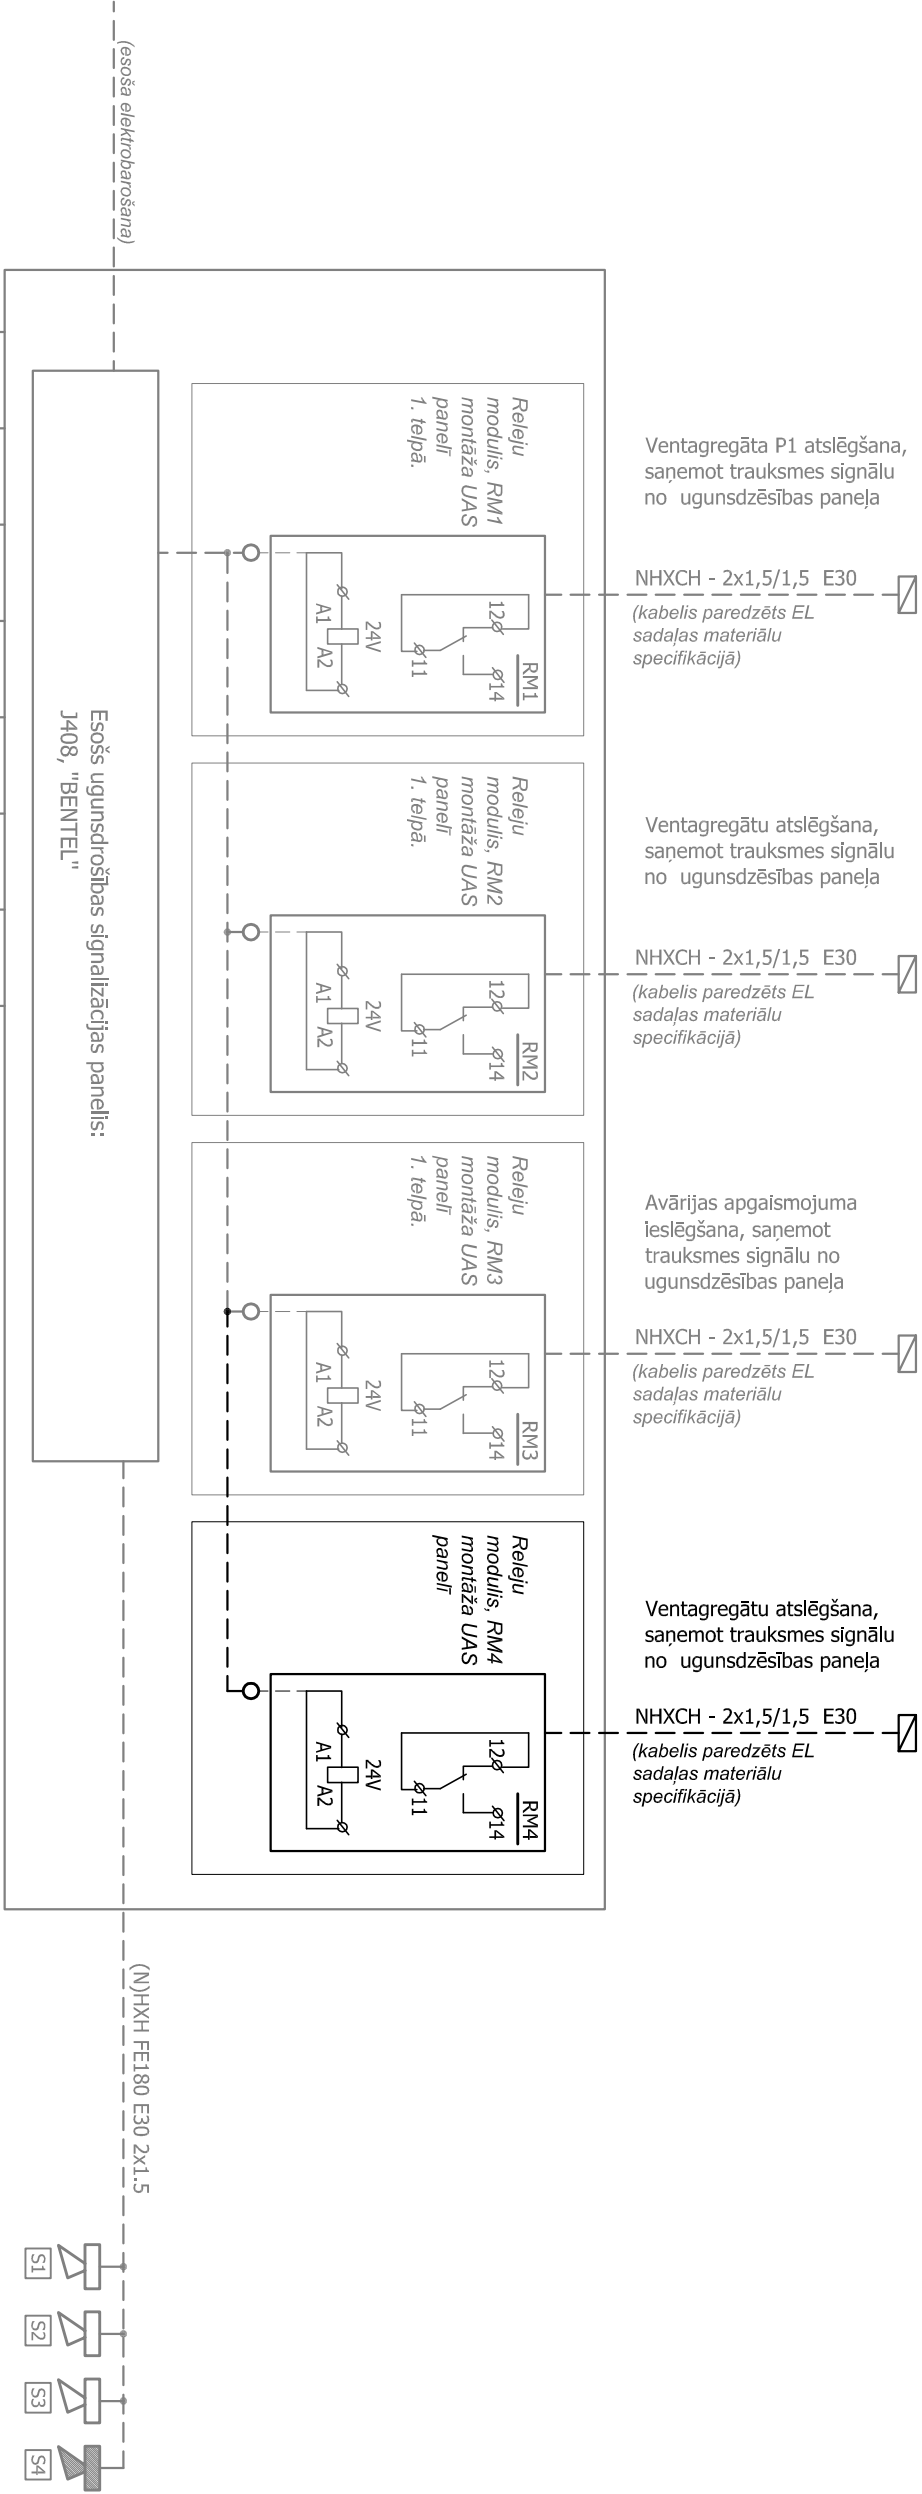 (esoša elektrobarošana)
Ventagregāta P1 atslēgšana,
saņemot trauksmes signālu
no ugunsdzēsības paneļa
NHXCH - 2x1,5/1,5 E30
(kabelis paredzēts EL
sadaļas materiālu
specifikācijā)
Releju
modulis, RM1
montāža UAS
panelī
1. telpā.
RM1
12
14
11
24V
A1
A2
Ventagregātu atslēgšana,
saņemot trauksmes signālu
no ugunsdzēsības paneļa
NHXCH - 2x1,5/1,5 E30
(kabelis paredzēts EL
sadaļas materiālu
specifikācijā)
Releju
modulis, RM2
montāža UAS
panelī
1. telpā.
RM2
12
14
11
24V
A1
A2
Avārijas apgaismojuma
ieslēgšana, saņemot
trauksmes signālu no
ugunsdzēsības paneļa
NHXCH - 2x1,5/1,5 E30
(kabelis paredzēts EL
sadaļas materiālu
specifikācijā)
Releju
modulis, RM3
montāža UAS
panelī
1. telpā.
RM3
12
14
11
24V
A1
A2
Ventagregātu atslēgšana,
saņemot trauksmes signālu
no ugunsdzēsības paneļa
NHXCH - 2x1,5/1,5 E30
(kabelis paredzēts EL
sadaļas materiālu
specifikācijā)
Releju
modulis, RM4
montāža UAS
panelī
RM4
12
14
11
24V
A1
A2
Esošs ugunsdrošības signalizācijas panelis:
J408, "BENTEL"
(N)HXH FE180 E30 2x1.5
S1
S2
S3
S4